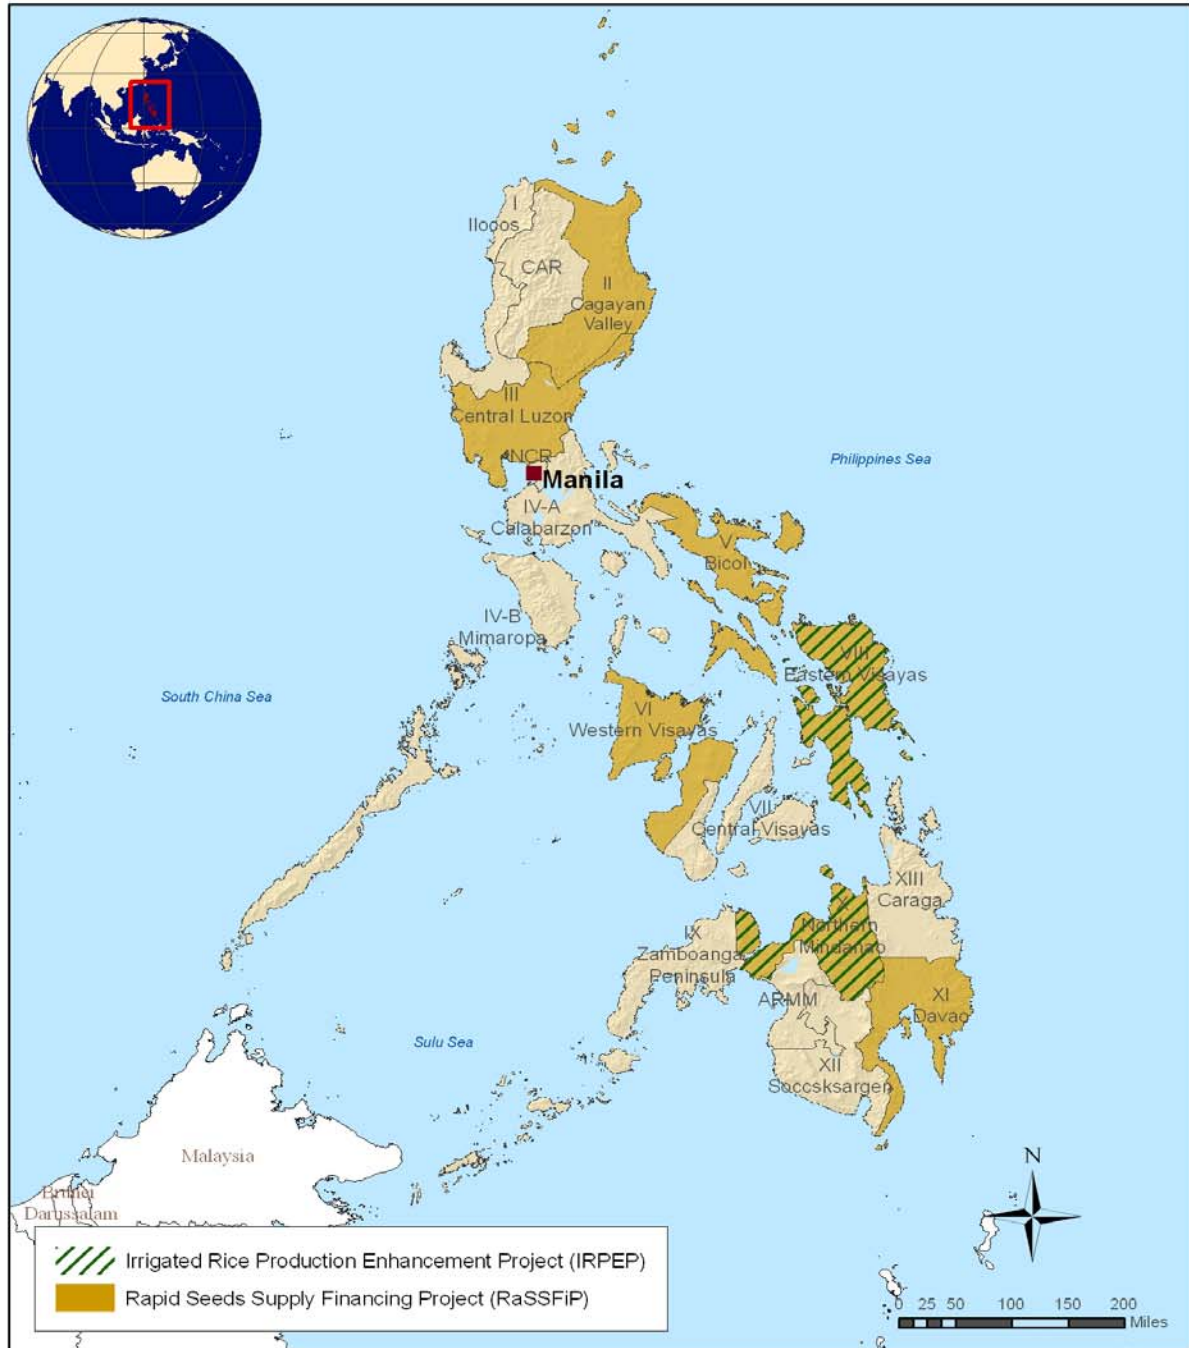 I
Ilocos
CAR
II
Cagayan
Valley
III
Central Luzon
NCR
Manila
Philippines Sea
IV-A
Calabarzon
V
Bicol
IV-B
Mimaropa
VIII
Eastern Visayas
South China Sea
VI
Western Visayas
VII
Central Visayas
XIII
Caraga
X
Northern
Mindanao
IX
Zamboanga
Peninsula
ARMM
XI
Davao
Sulu Sea
XII
Soccsksargen
Malaysia
N
Brunei
Darussalam
Irrigated Rice Production Enhancement Project (IRPEP)
Rapid Seeds Supply Financing Project (RaSSFiP)
0 25 50 100 150 200
Miles